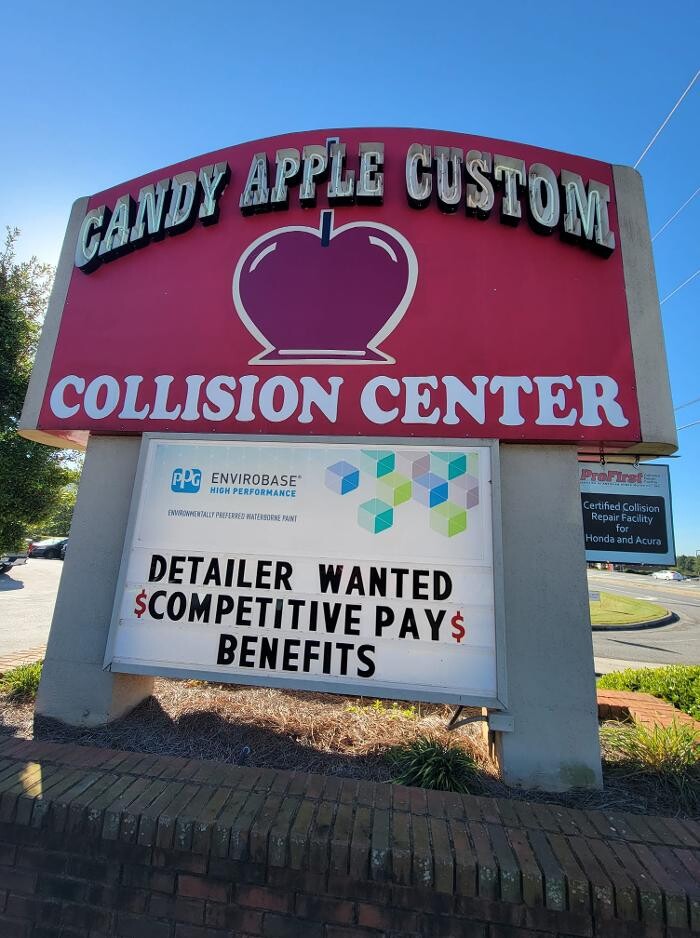 CANDY APPLE CUSTOM
COLLISION CENTER
PPG ENVIROBASE®
HIGH PERFORMANCE
ENVIRONMENTALLY PREFERRED WATERBORNE PAINT
DETAILER WANTED
$COMPETITIVE PAY$
BENEFITS
ProFirst
Certified Collision
Repair Facility
for
Honda and Acura